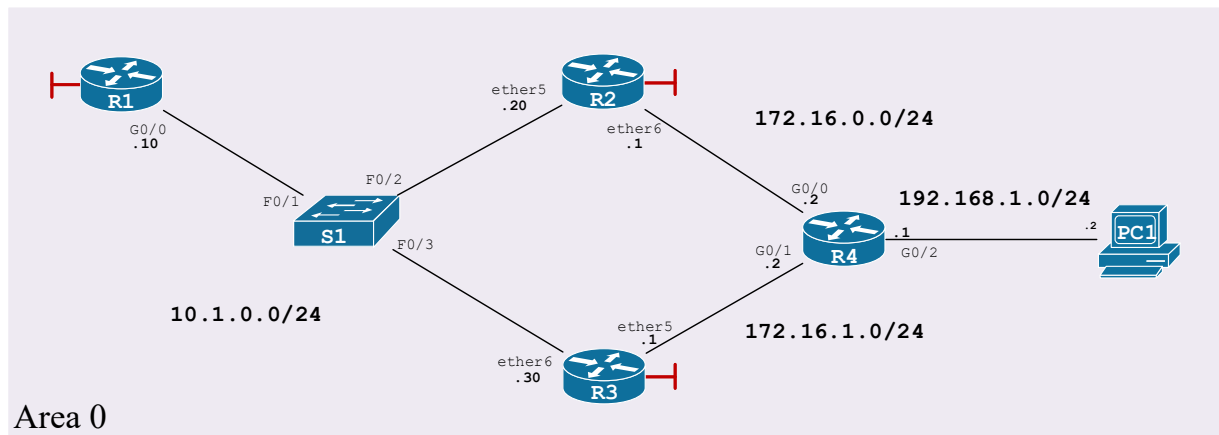 R1
G0/0
.10
F0/1
F0/2
S1
F0/3
10.1.0.0/24
ether5
.20
R2
ether6
.1
172.16.0.0/24
G0/0
.2
192.168.1.0/24
R4
.1
G0/2
.2
PC1
G0/1
.2
172.16.1.0/24
ether5
.1
ether6
.30
R3
Area 0